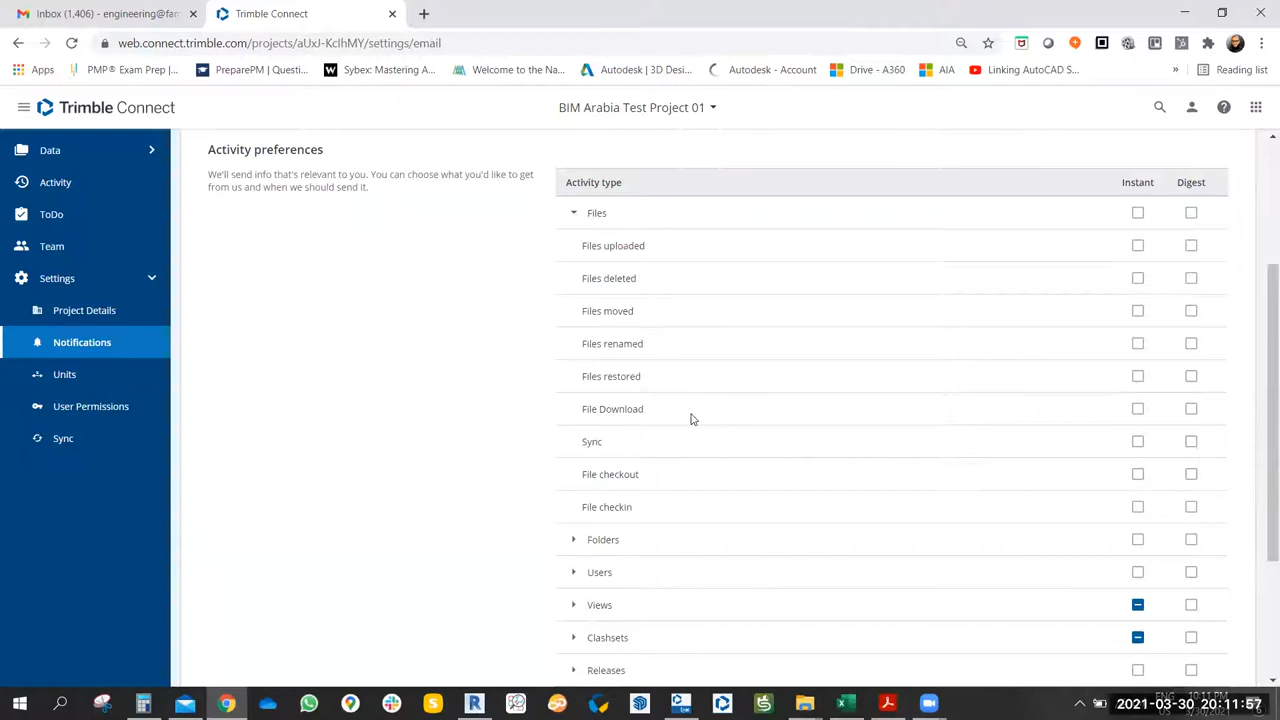 Inbox (1,406) - engineering@fam
Trimble Connect
web.connect.trimble.com/projects/aUxJ-KcIhMY/settings/email
Apps
PMP® Exam Prep |...
PreparePM | Questi...
Sybex: Mastering A...
Welcome to the Na...
Autodesk | 3D Desi...
Autodesk - Account
Drive - A360
AIA
Linking AutoCAD S...
»
Reading list
Trimble Connect
BIM Arabia Test Project 01
Data
Activity
ToDo
Team
Settings
Project Details
Notifications
Units
User Permissions
Sync
Activity preferences
We'll send info that's relevant to you. You can choose what you'd like to get
from us and when we should send it.
Activity type Instant Digest
Files
Files uploaded
Files deleted
Files moved
Files renamed
Files restored
File Download
Sync
File checkout
File checkin
Folders
Users
Views
Clashsets
Releases
ENG 10:11 PM
2021-03-30 20:11:57